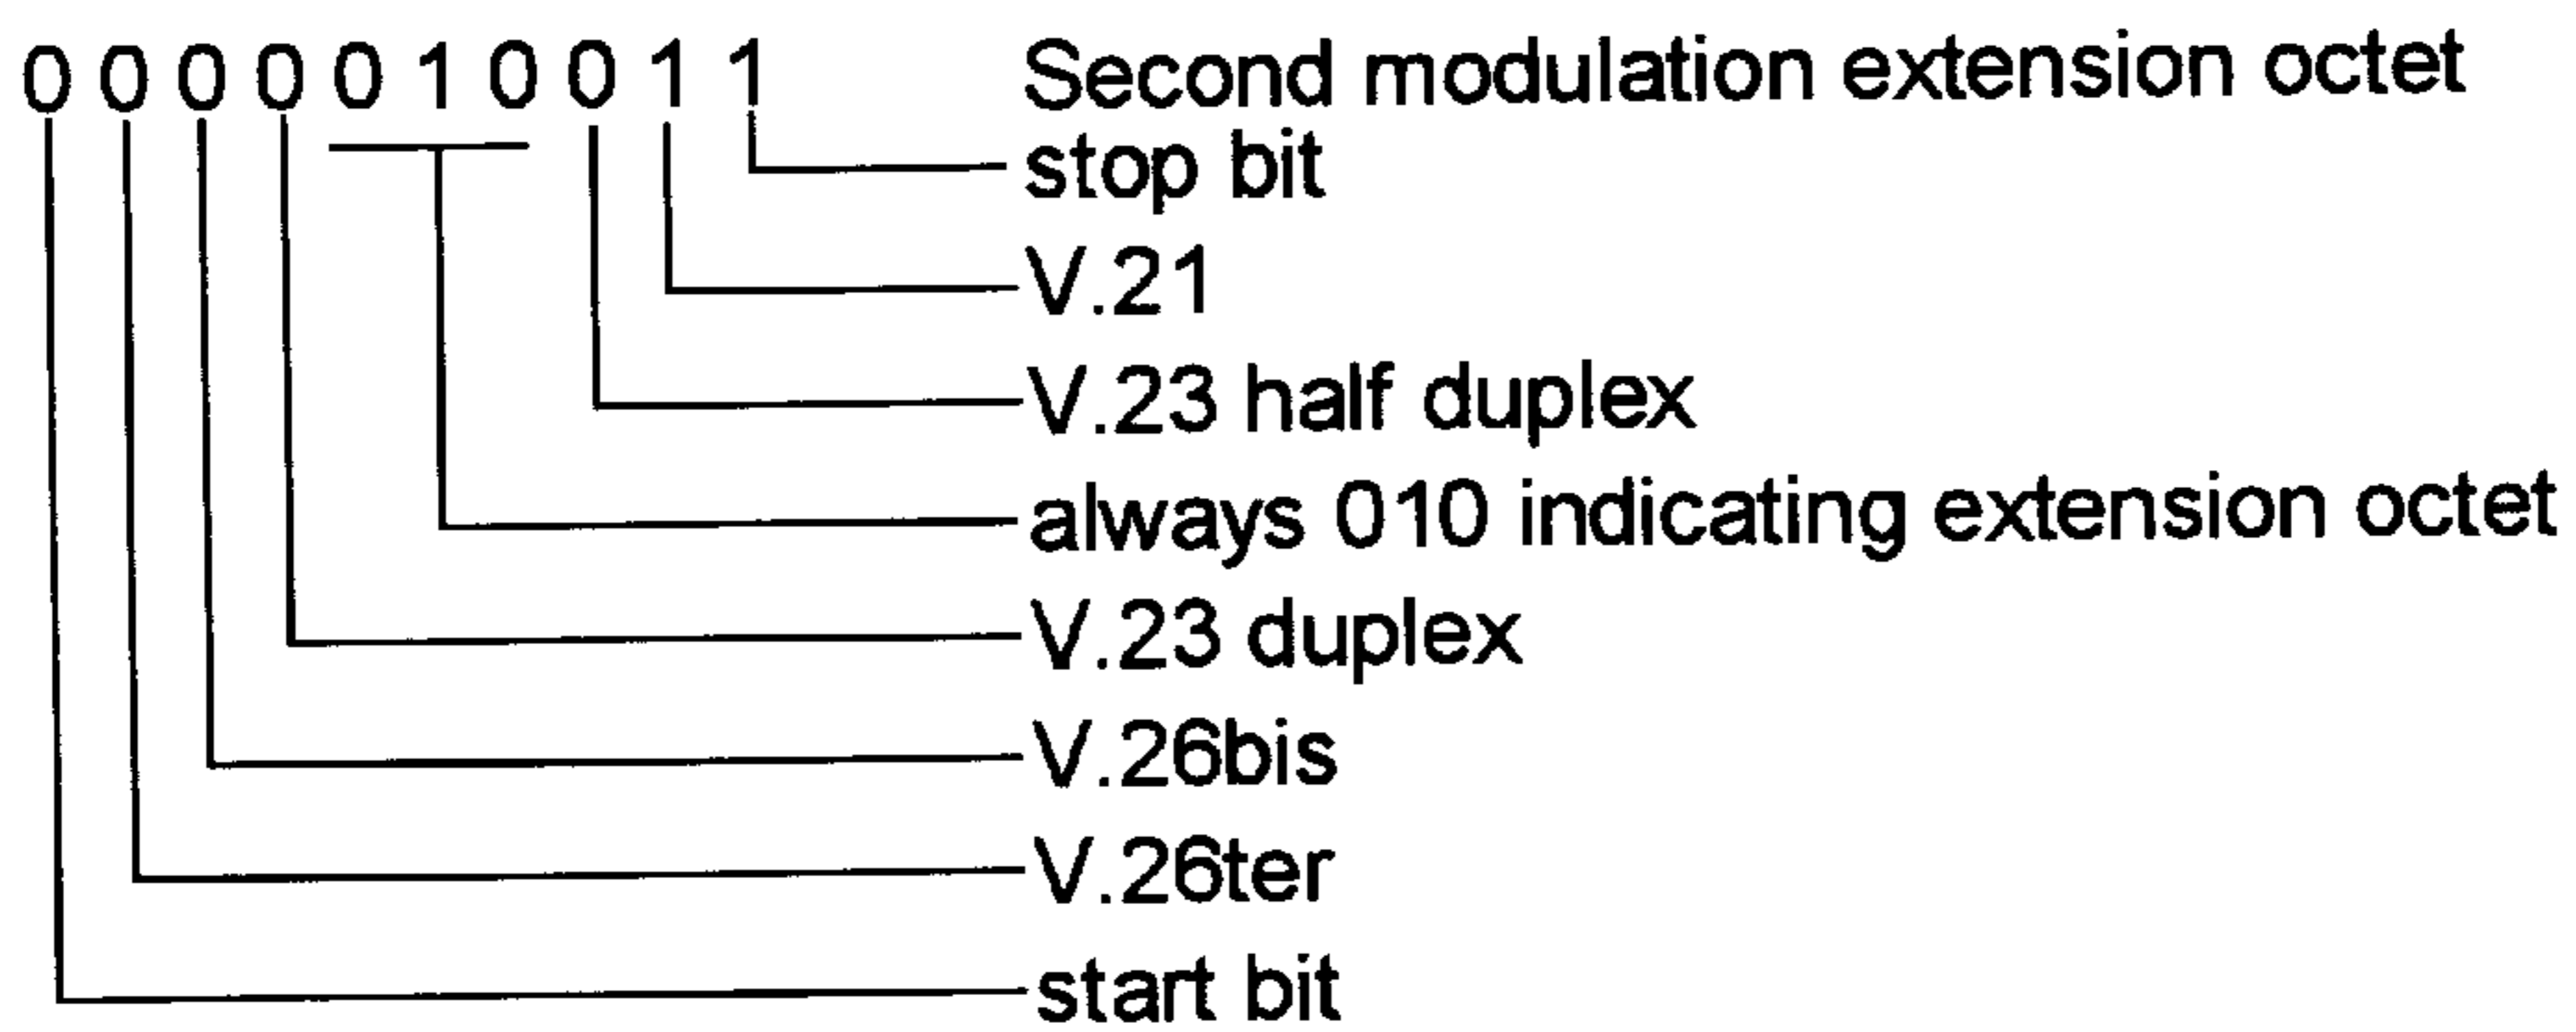 0 0 0 0 0 1 0 0 1 1 Second modulation extension octet
stop bit
V.21
V.23 half duplex
always 010 indicating extension octet
V.23 duplex
V.26bis
V.26ter
start bit